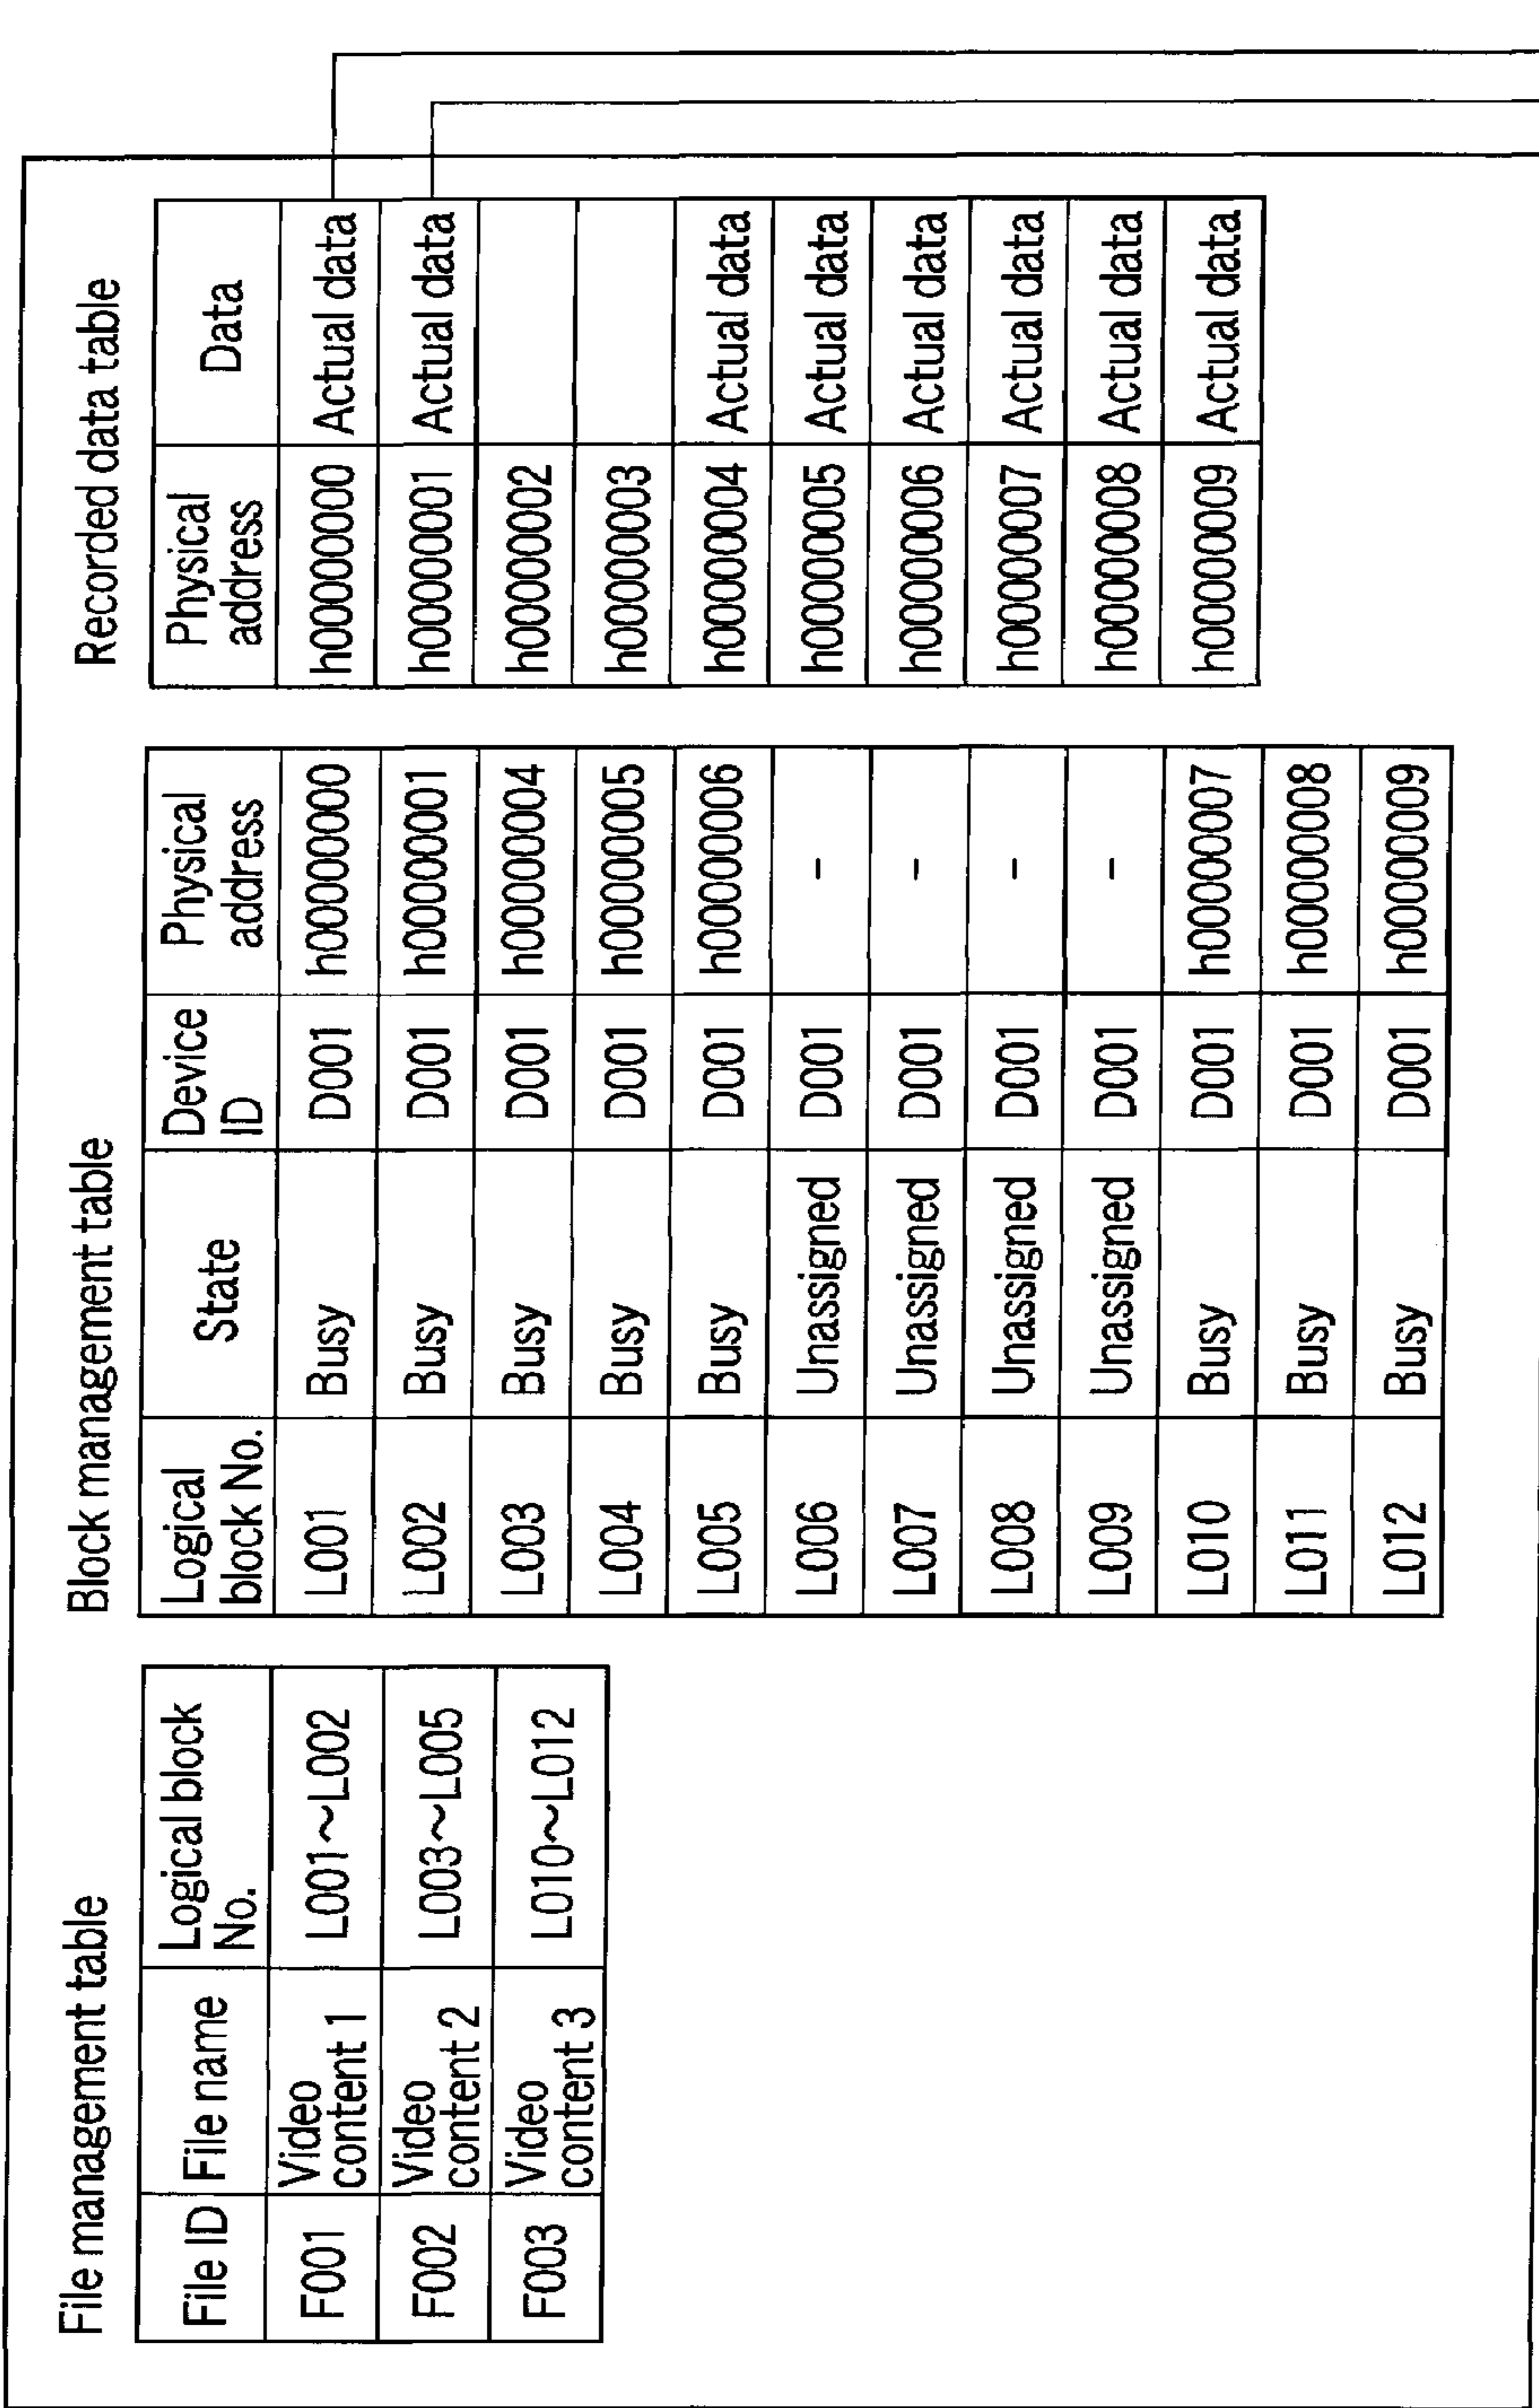 File management table
File ID File name Logical block No.
F001 Video content 1 L001~L002
F002 Video content 2 L003~L005
F003 Video content 3 L010~L012
Block management table
Logical block No. State Device ID Physical address
L001 Busy D001 h00000000
L002 Busy D001 h00000001
L003 Busy D001 h00000004
L004 Busy D001 h00000005
L005 Busy D001 h00000006
L006 Unassigned D001 -
L007 Unassigned D001 -
L008 Unassigned D001 -
L009 Unassigned D001 -
L010 Busy D001 h00000007
L011 Busy D001 h00000008
L012 Busy D001 h00000009
Recorded data table
Physical address Data
h00000000 Actual data
h00000001 Actual data
h00000002
h00000003
h00000004 Actual data
h00000005 Actual data
h00000006 Actual data
h00000007 Actual data
h00000008 Actual data
h00000009 Actual data